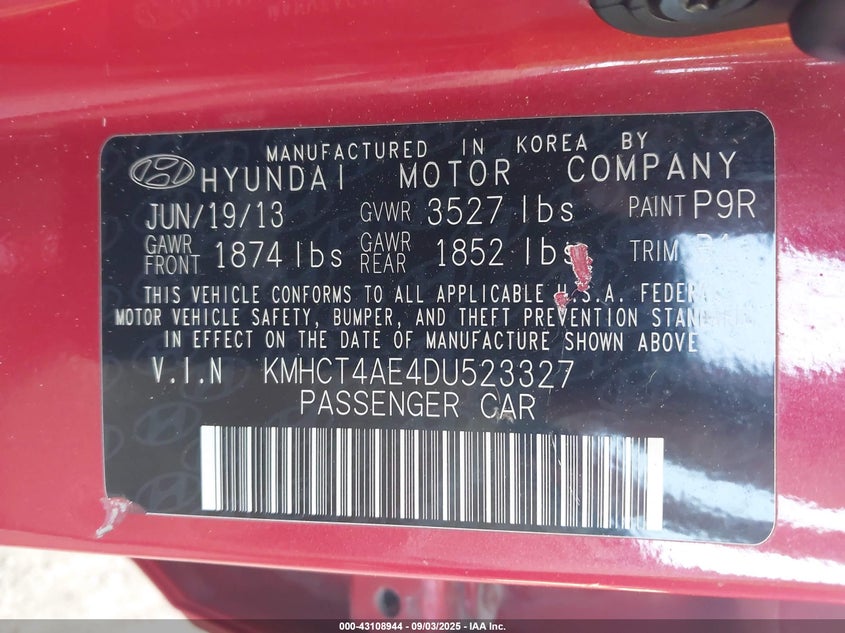 MANUFACTURED IN KOREA BY
HYUNDAI MOTOR COMPANY
JUN/19/13 GVWR 3527 lbs PAINT P9R
GAWR FRONT 1874 lbs GAWR REAR 1852 lbs TRIM
THIS VEHICLE CONFORMS TO ALL APPLICABLE U.S.A.
MOTOR VEHICLE SAFETY, BUMPER, AND THEFT PREVENTION
IN EFFECT ON THE DATE OF MANUFACTURE SHOWN ABOVE
V.I.N KMHCT4AE4DU523327
PASSENGER CAR
000-43108944 - 09/03/2025 - IAA Inc.